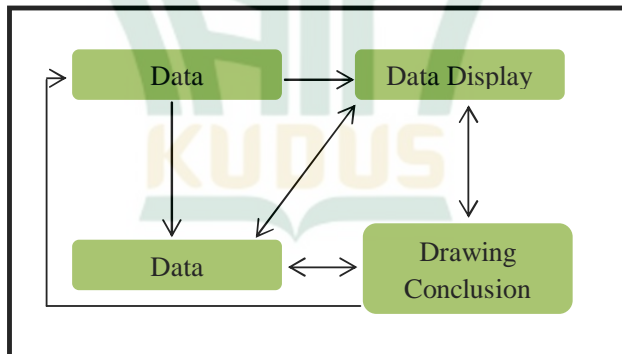 Data
Data Display
KUDUS
Data
Drawing
Conclusion